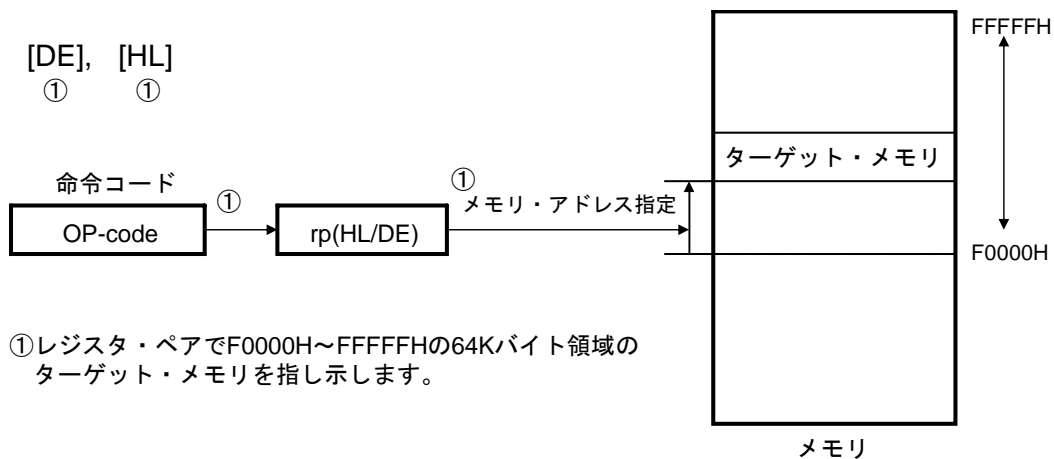 [DE], [HL]
① ①
命令コード
OP-code
①
rp(HL/DE)
①
メモリ・アドレス指定
ターゲット・メモリ
FFFFFH
F0000H
メモリ
①レジスタ・ペアでF0000H～FFFFFHの64Kバイト領域の
ターゲット・メモリを指し示します。